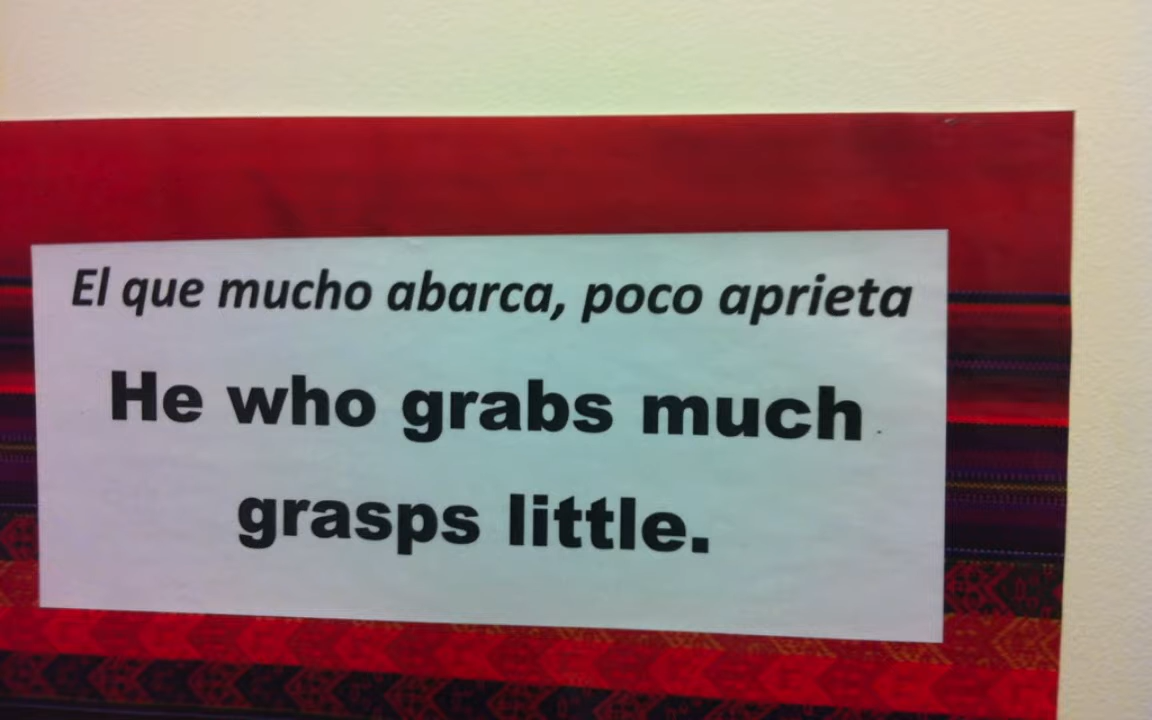 El que mucho abarca, poco aprieta
He who grabs much
grasps little.